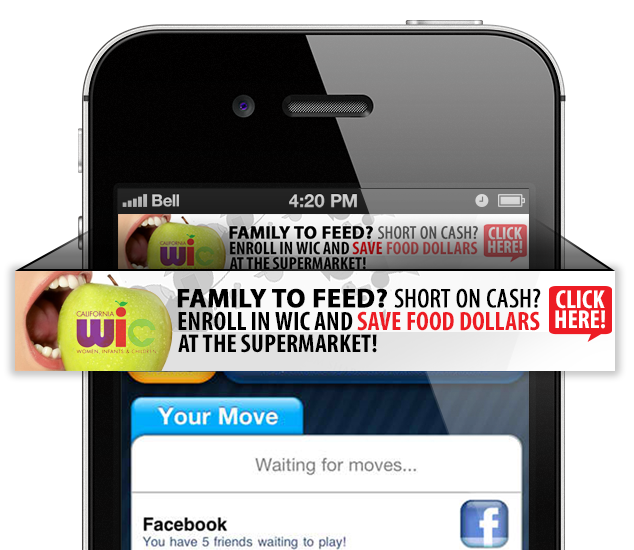 Bell 4:20 PM
CALIFORNIA
wic
FAMILY TO FEED? SHORT ON CASH?
ENROLL IN WIC AND SAVE FOOD DOLLARS
AT THE SUPERMARKET!
CLICK
HERE!
CALIFORNIA
wic
WOMEN, INFANTS & CHILDREN
FAMILY TO FEED? SHORT ON CASH?
ENROLL IN WIC AND SAVE FOOD DOLLARS
AT THE SUPERMARKET!
CLICK
HERE!
Your Move
Waiting for moves...
Facebook
You have 5 friends waiting to play!
f